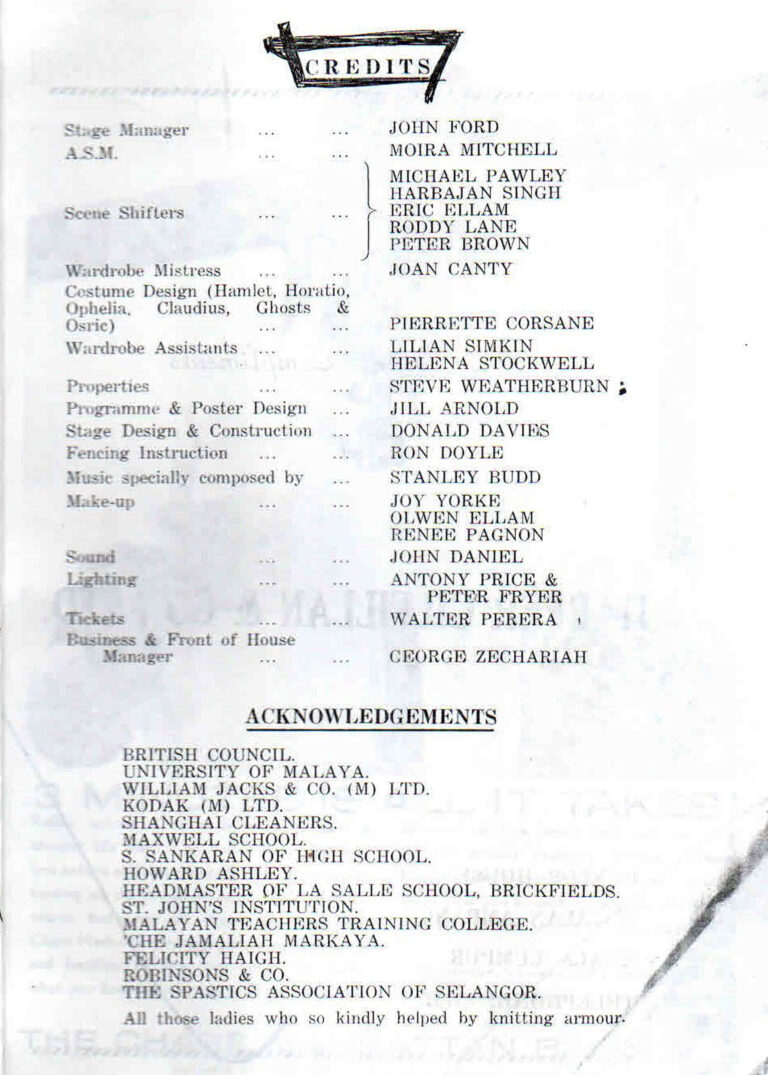 CREDITS
Stage Manager ... ... JOHN FORD
A.S.M. ... ... MOIRA MITCHELL
MICHAEL PAWLEY
HARBAJAN SINGH
Scene Shifters ... ... ERIC ELLAM
RODDY LANE
PETER BROWN
Wardrobe Mistress ... ... JOAN CANTY
Costume Design (Hamlet, Horatio,
Ophelia, Claudius, Ghosts &
Osric) ... ... PIERRETTE CORSANE
Wardrobe Assistants ... ... LILIAN SIMKIN
HELENA STOCKWELL
Properties ... ... STEVE WEATHERBURN
Programme & Poster Design ... JILL ARNOLD
Stage Design & Construction ... DONALD DAVIES
Fencing Instruction ... ... RON DOYLE
Music specially composed by ... STANLEY BUDD
Make-up ... ... JOY YORKE
OLWEN ELLAM
RENEE PAGNON
Sound ... ... JOHN DANIEL
Lighting ... ... ANTONY PRICE &
PETER FRYER
Tickets ... ... WALTER PERERA
Business & Front of House
Manager ... ... GEORGE ZECHARIAH
ACKNOWLEDGEMENTS
BRITISH COUNCIL.
UNIVERSITY OF MALAYA.
WILLIAM JACKS & CO. (M) LTD.
KODAK (M) LTD.
SHANGHAI CLEANERS.
MAXWELL SCHOOL.
S. SANKARAN OF HIGH SCHOOL.
HOWARD ASHLEY.
HEADMASTER OF LA SALLE SCHOOL, BRICKFIELDS.
ST. JOHN'S INSTITUTION.
MALAYAN TEACHERS TRAINING COLLEGE.
'CHE JAMALIAH MARKAYA.
FELICITY HAIGH.
ROBINSONS & CO.
THE SPASTICS ASSOCIATION OF SELANGOR.
All those ladies who so kindly helped by knitting armour.